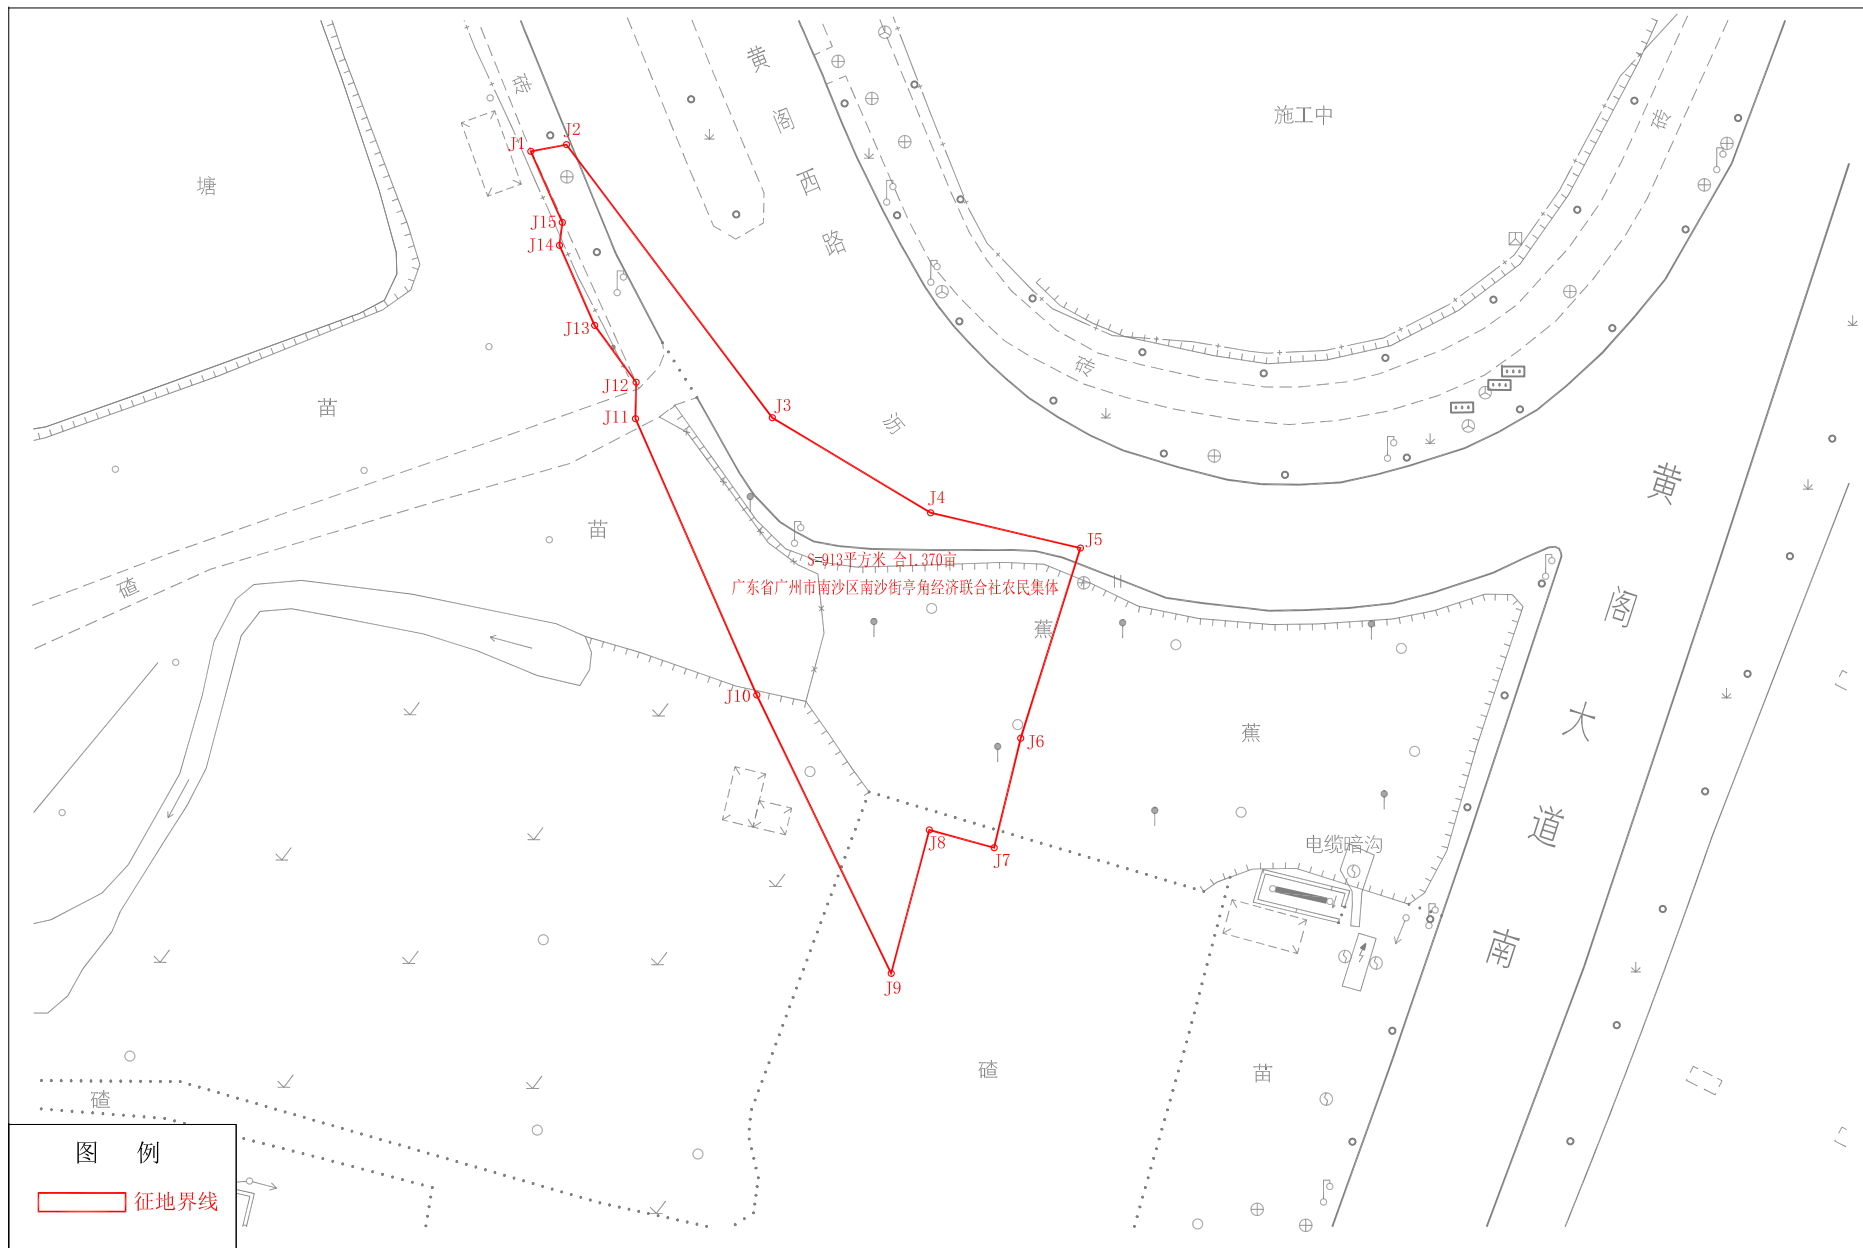 黄阁西路
砖
施工中
砖
塘
J1
J2
J15
J14
J13
J12
J11
J3
J4
J5
砖
沥
苗
苗
碴
S=913平方米 合1.370亩
广东省广州市南沙区南沙街亭角经济联合社农民集体
蕉
蕉
黄阁大道南
J10
J6
J8
J7
J9
电缆暗沟
碴
苗
碴
图 例
征地界线